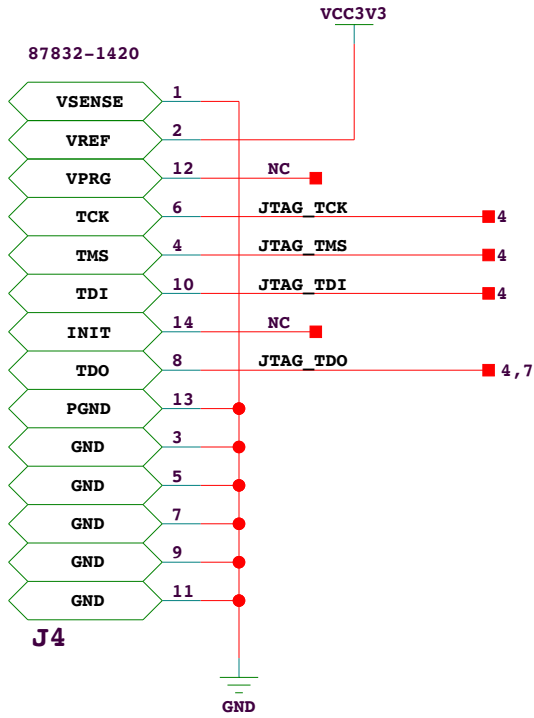 VCC3V3
87832-1420
VSENSE 1
VREF 2
VPRG 12 NC
TCK 6 JTAG_TCK 4
TMS 4 JTAG_TMS 4
TDI 10 JTAG_TDI 4
INIT 14 NC
TDO 8 JTAG_TDO 4,7
PGND 13
GND 3
GND 5
GND 7
GND 9
GND 11
J4
GND